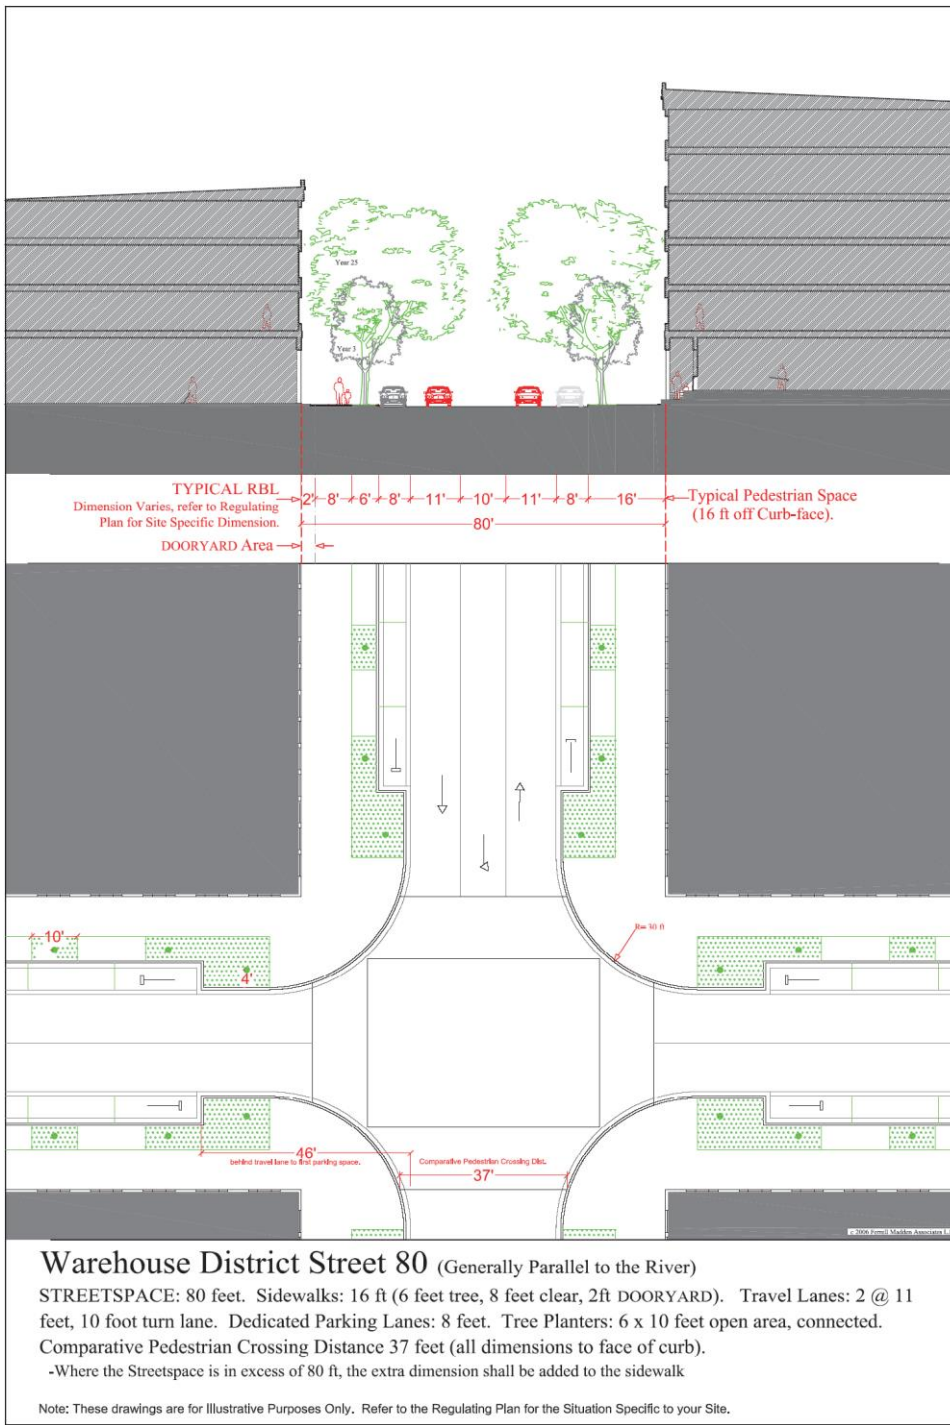 Year 25
Year 3
TYPICAL RBL
Dimension Varies, refer to Regulating
Plan for Site Specific Dimension.
2' 8' 6' 8' 11' 10' 11' 8' 16'
Typical Pedestrian Space
(16 ft off Curb-face).
80'
DOORYARD Area
R= 30 ft
10'
4'
46'
behind travel lane to first parking space.
Comparative Pedestrian Crossing Dist.
37'
c 2006 Ferrell Madden Associates L
Warehouse District Street 80 (Generally Parallel to the River)
STREETSPACE: 80 feet. Sidewalks: 16 ft (6 feet tree, 8 feet clear, 2ft DOORYARD). Travel Lanes: 2 @ 11
feet, 10 foot turn lane. Dedicated Parking Lanes: 8 feet. Tree Planters: 6 x 10 feet open area, connected.
Comparative Pedestrian Crossing Distance 37 feet (all dimensions to face of curb).
-Where the Streetspace is in excess of 80 ft, the extra dimension shall be added to the sidewalk
Note: These drawings are for Illustrative Purposes Only. Refer to the Regulating Plan for the Situation Specific to your Site.